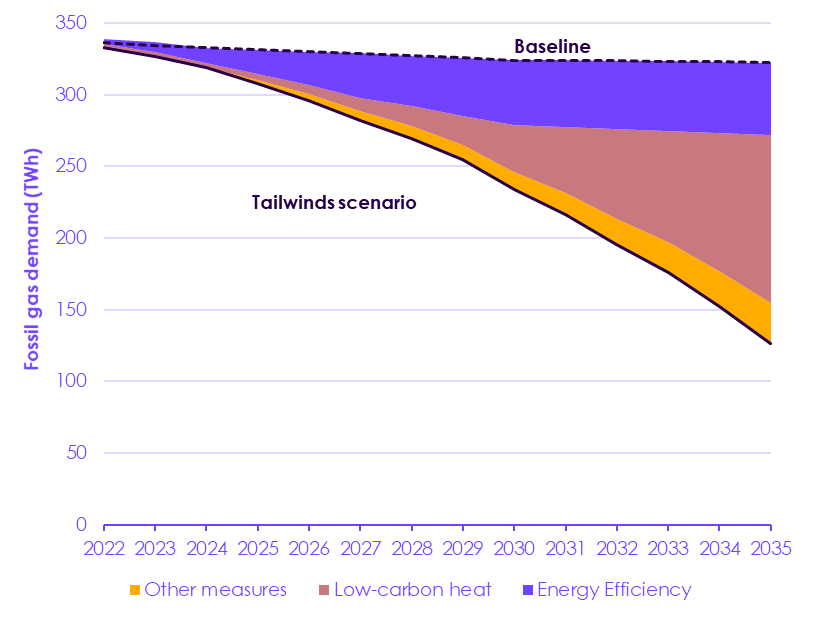 350
300
250
200
150
100
50
0
Fossil gas demand (TWh)
Baseline
Tailwinds scenario
2022 2023 2024 2025 2026 2027 2028 2029 2030 2031 2032 2033 2034 2035
Other measures Low-carbon heat Energy Efficiency